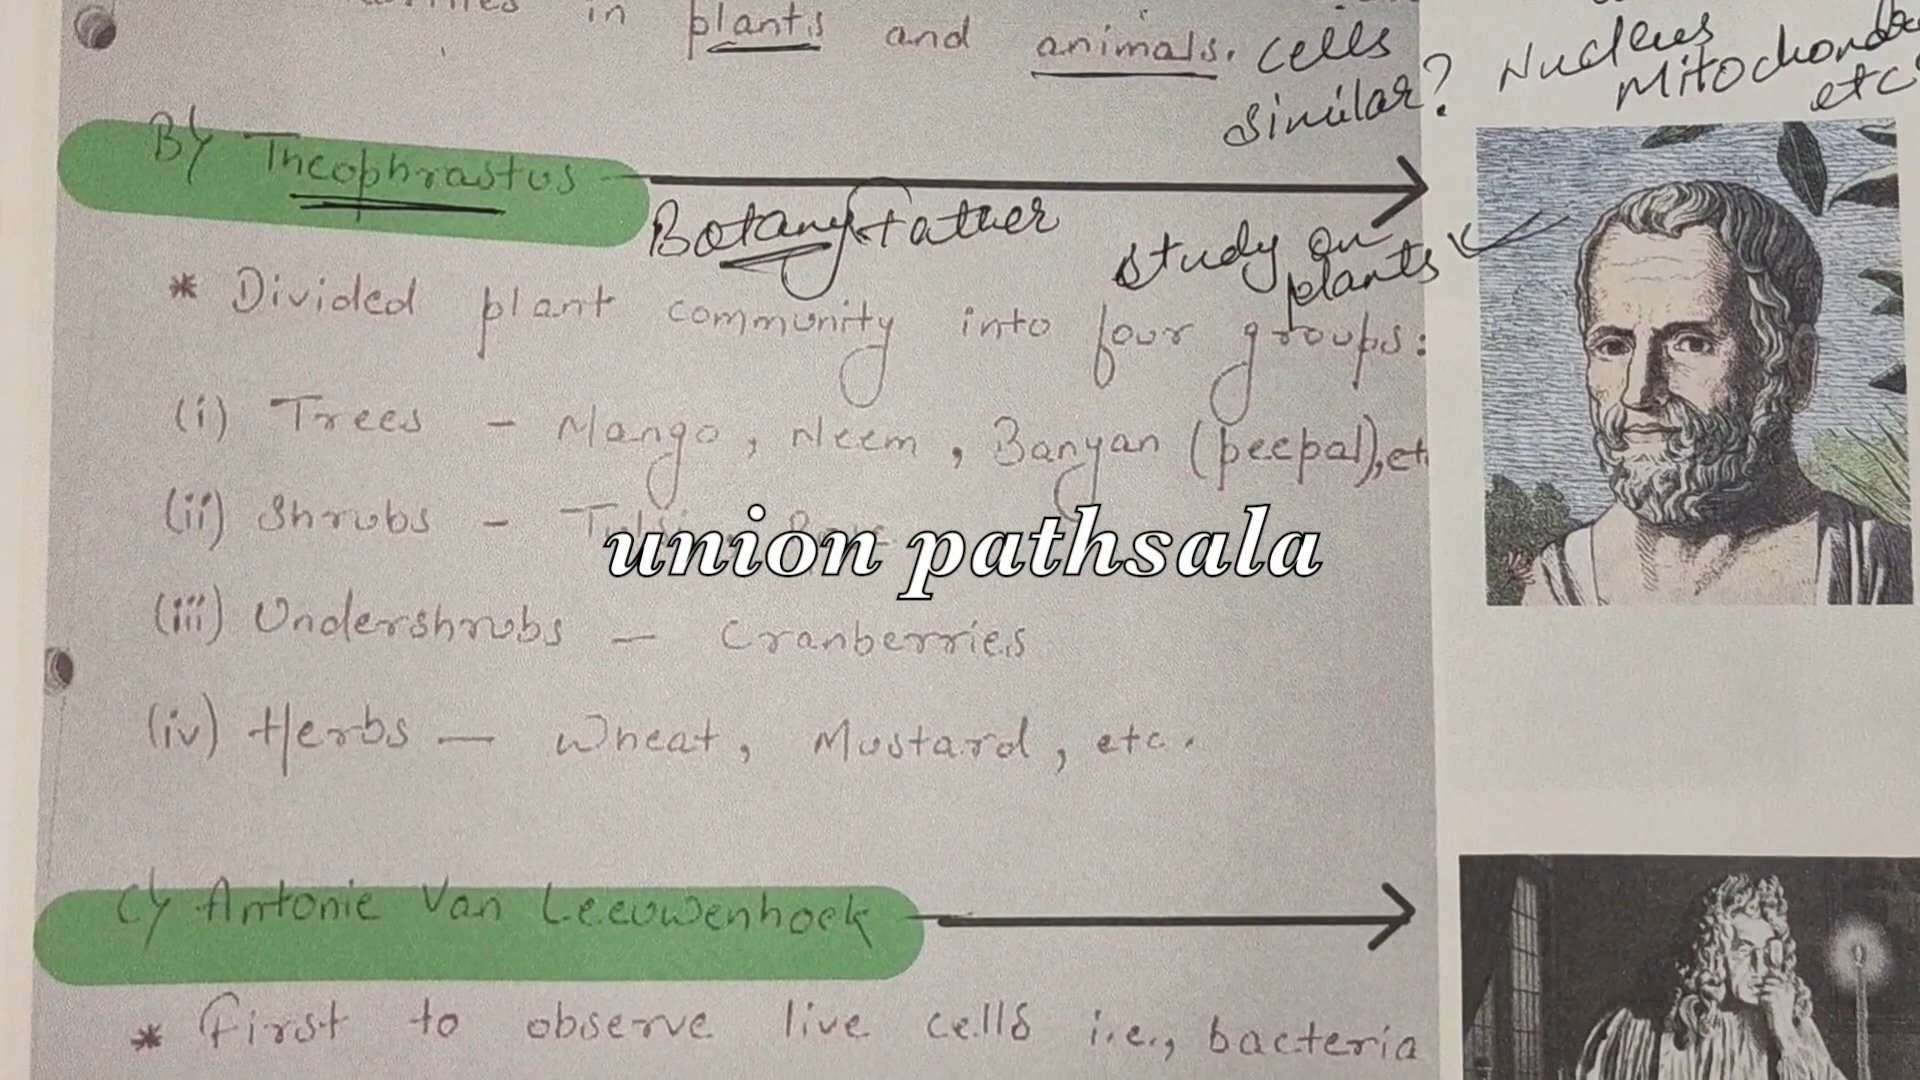 in plants and animals. cells
similar? Nucleus
Mitochond
etc
B) Theophrastus
Botany Father
study on
plants
* Divided plant community into four groups:
(i) Trees - Mango, Neem, Banyan (peepal), etc
(ii) Shrubs -
union pathsala
(iii) Undershrubs - Cranberries
(iv) Herbs - Wheat, Mustard, etc.
C) Antonie Van Leeuwenhoek
* First to observe live cells i.e., bacteria